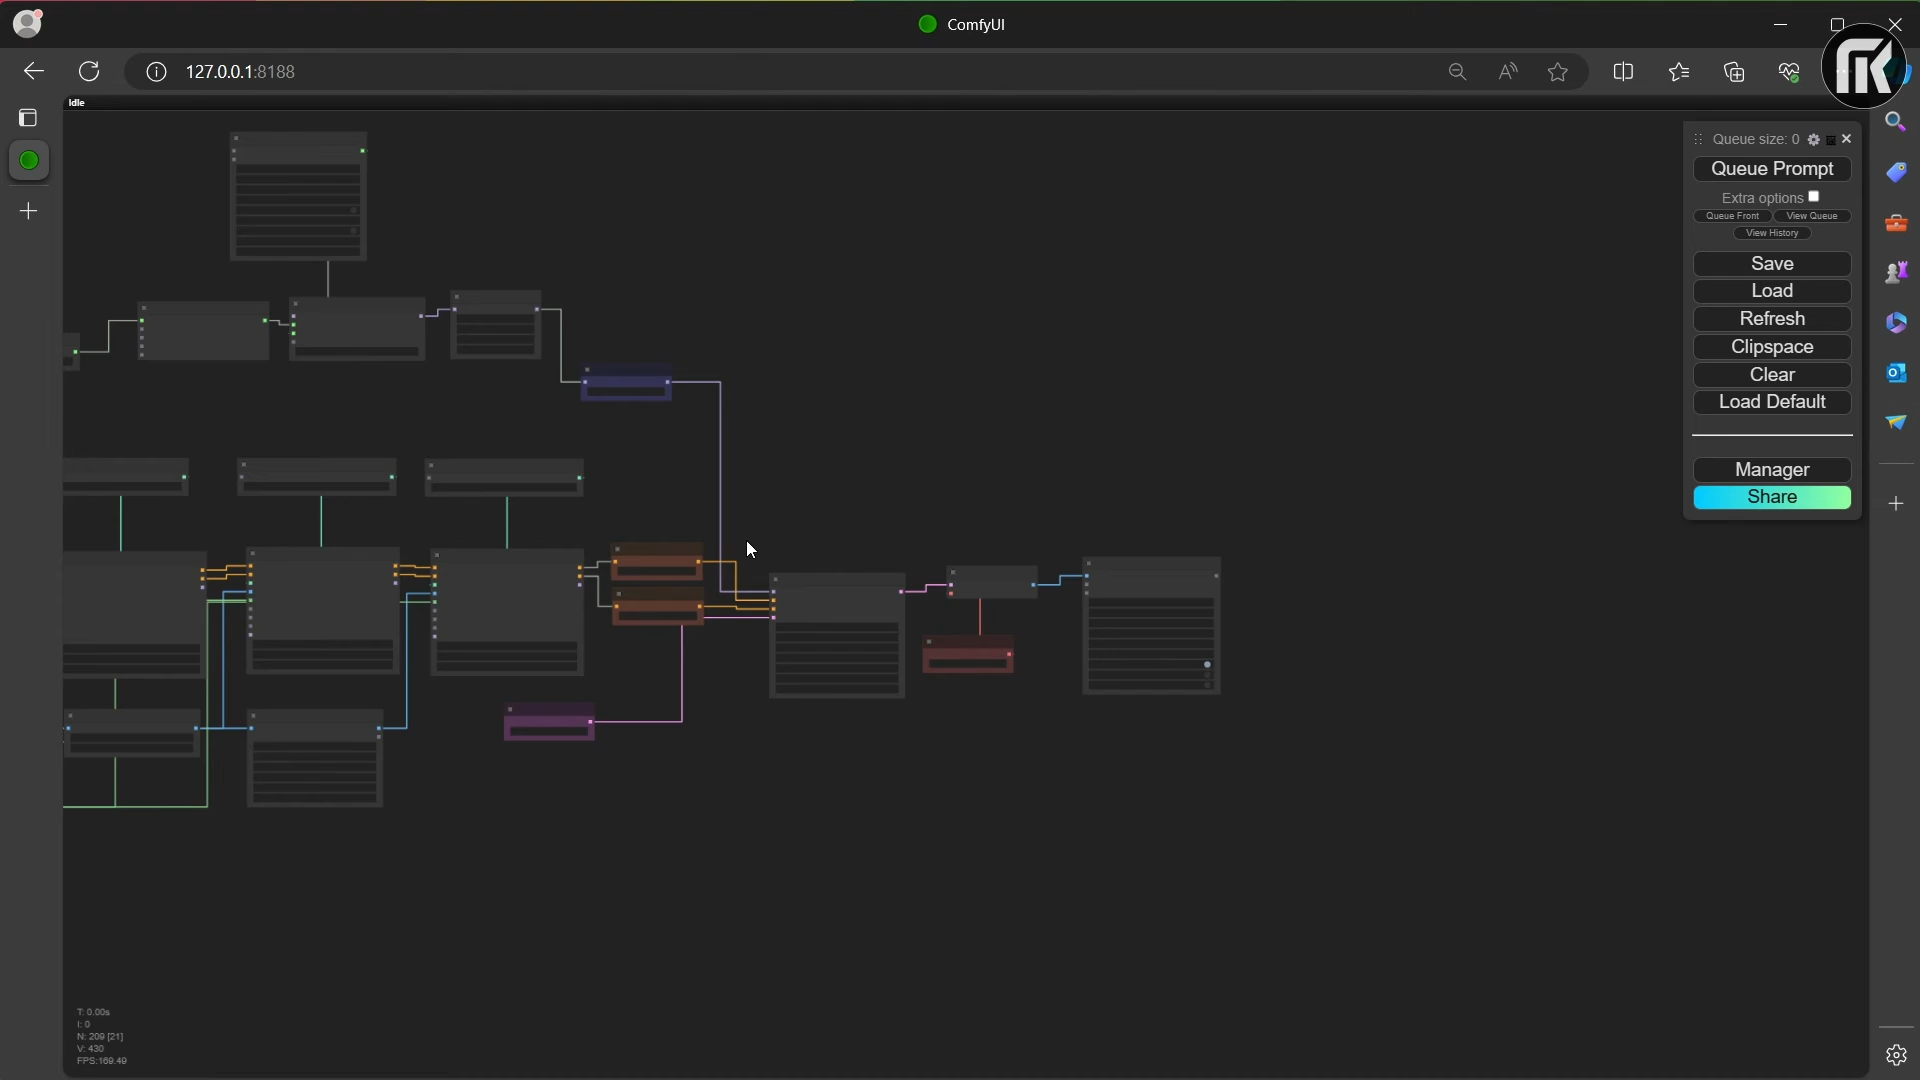 ComfyUI
127.0.0.1:8188
Idle
Queue size: 0
Queue Prompt
Extra options
Queue Front
View Queue
View History
Save
Load
Refresh
Clipspace
Clear
Load Default
Manager
Share
T: 0.00s
I: 0
N: 209 [21]
V: 430
FPS:169.49